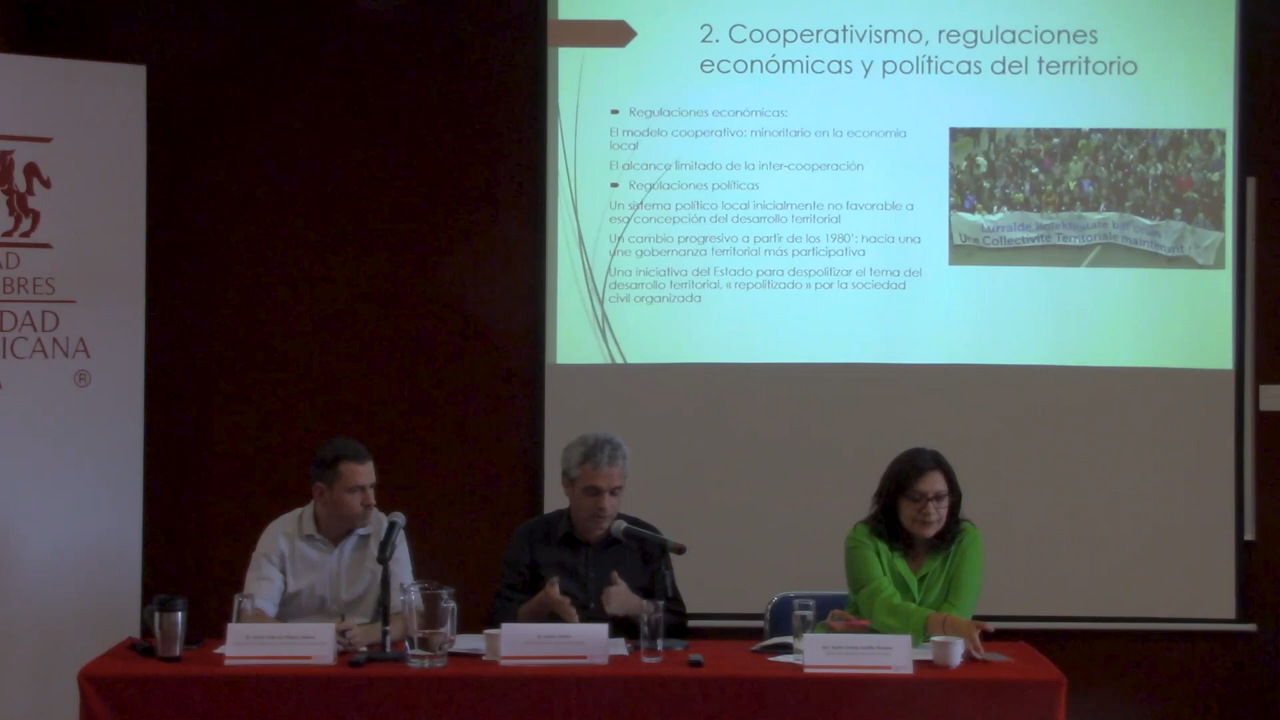 2. Cooperativismo, regulaciones
económicas y políticas del territorio
Regulaciones económicas:
El modelo cooperativo: minoritario en la economía
local
El alcance limitado de la inter-cooperación
Regulaciones políticas
Un sistema político local inicialmente no favorable a
esa concepción del desarrollo territorial
Un cambio progresivo a partir de los 1980': hacia una
une gobernanza territorial más participativa
Una iniciativa del Estado para despolitizar el tema del
desarrollo territorial, « repolitizado » por la sociedad
civil organizada
Lurralde
Une Collectivité Territoriale maintenant !
AD
BRES
DAD
ICANA
A
®